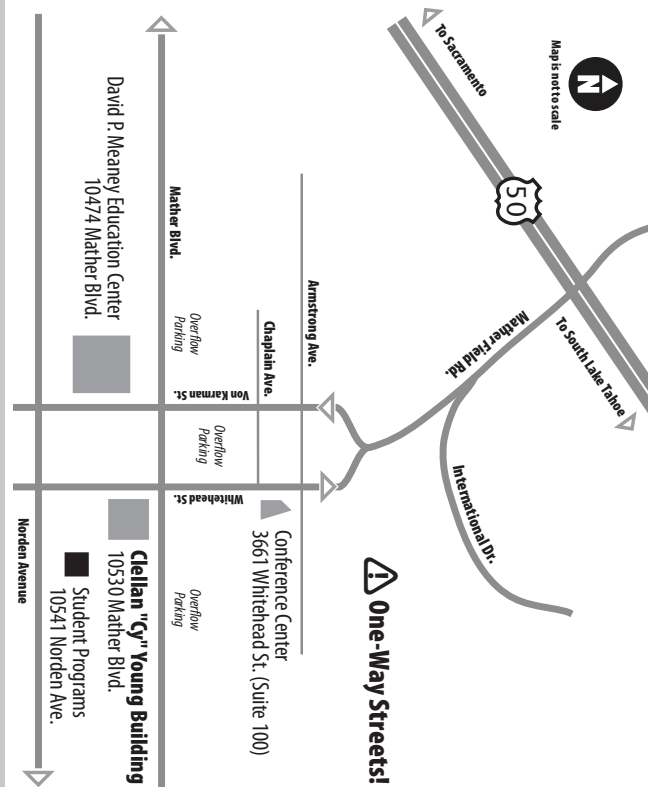 Map is not to scale
N
To Sacramento
50
To South Lake Tahoe
Mather Field Rd.
International Dr.
One-Way Streets!
Armstrong Ave.
Chaplain Ave.
Conference Center
3661 Whitehead St. (Suite 100)
Overflow
Parking
Overflow
Parking
Overflow
Parking
Von Karman St.
Whitehead St.
Mather Blvd.
David P. Meaney Education Center
10474 Mather Blvd.
Clellan "Cy" Young Building
10530 Mather Blvd.
Student Programs
10541 Norden Ave.
Norden Avenue